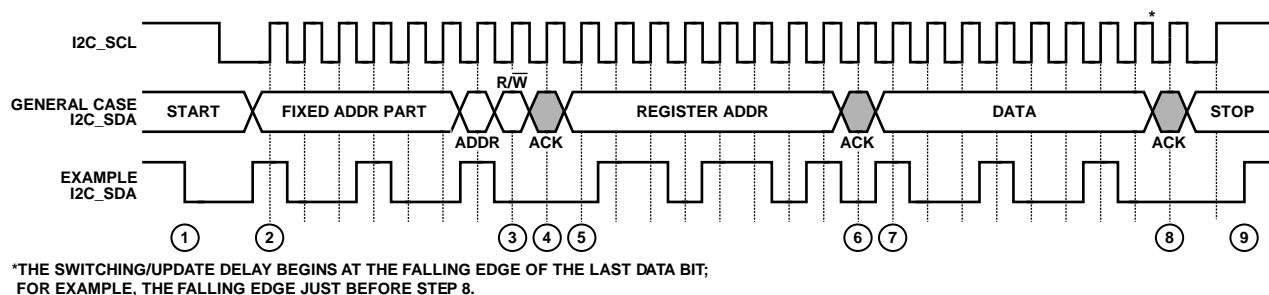 *
I2C_SCL
R/W
GENERAL CASE
I2C_SDA
START
FIXED ADDR PART
REGISTER ADDR
DATA
STOP
ADDR
ACK
ACK
ACK
EXAMPLE
I2C_SDA
1
2
3
4
5
6
7
8
9
*THE SWITCHING/UPDATE DELAY BEGINS AT THE FALLING EDGE OF THE LAST DATA BIT;
FOR EXAMPLE, THE FALLING EDGE JUST BEFORE STEP 8.